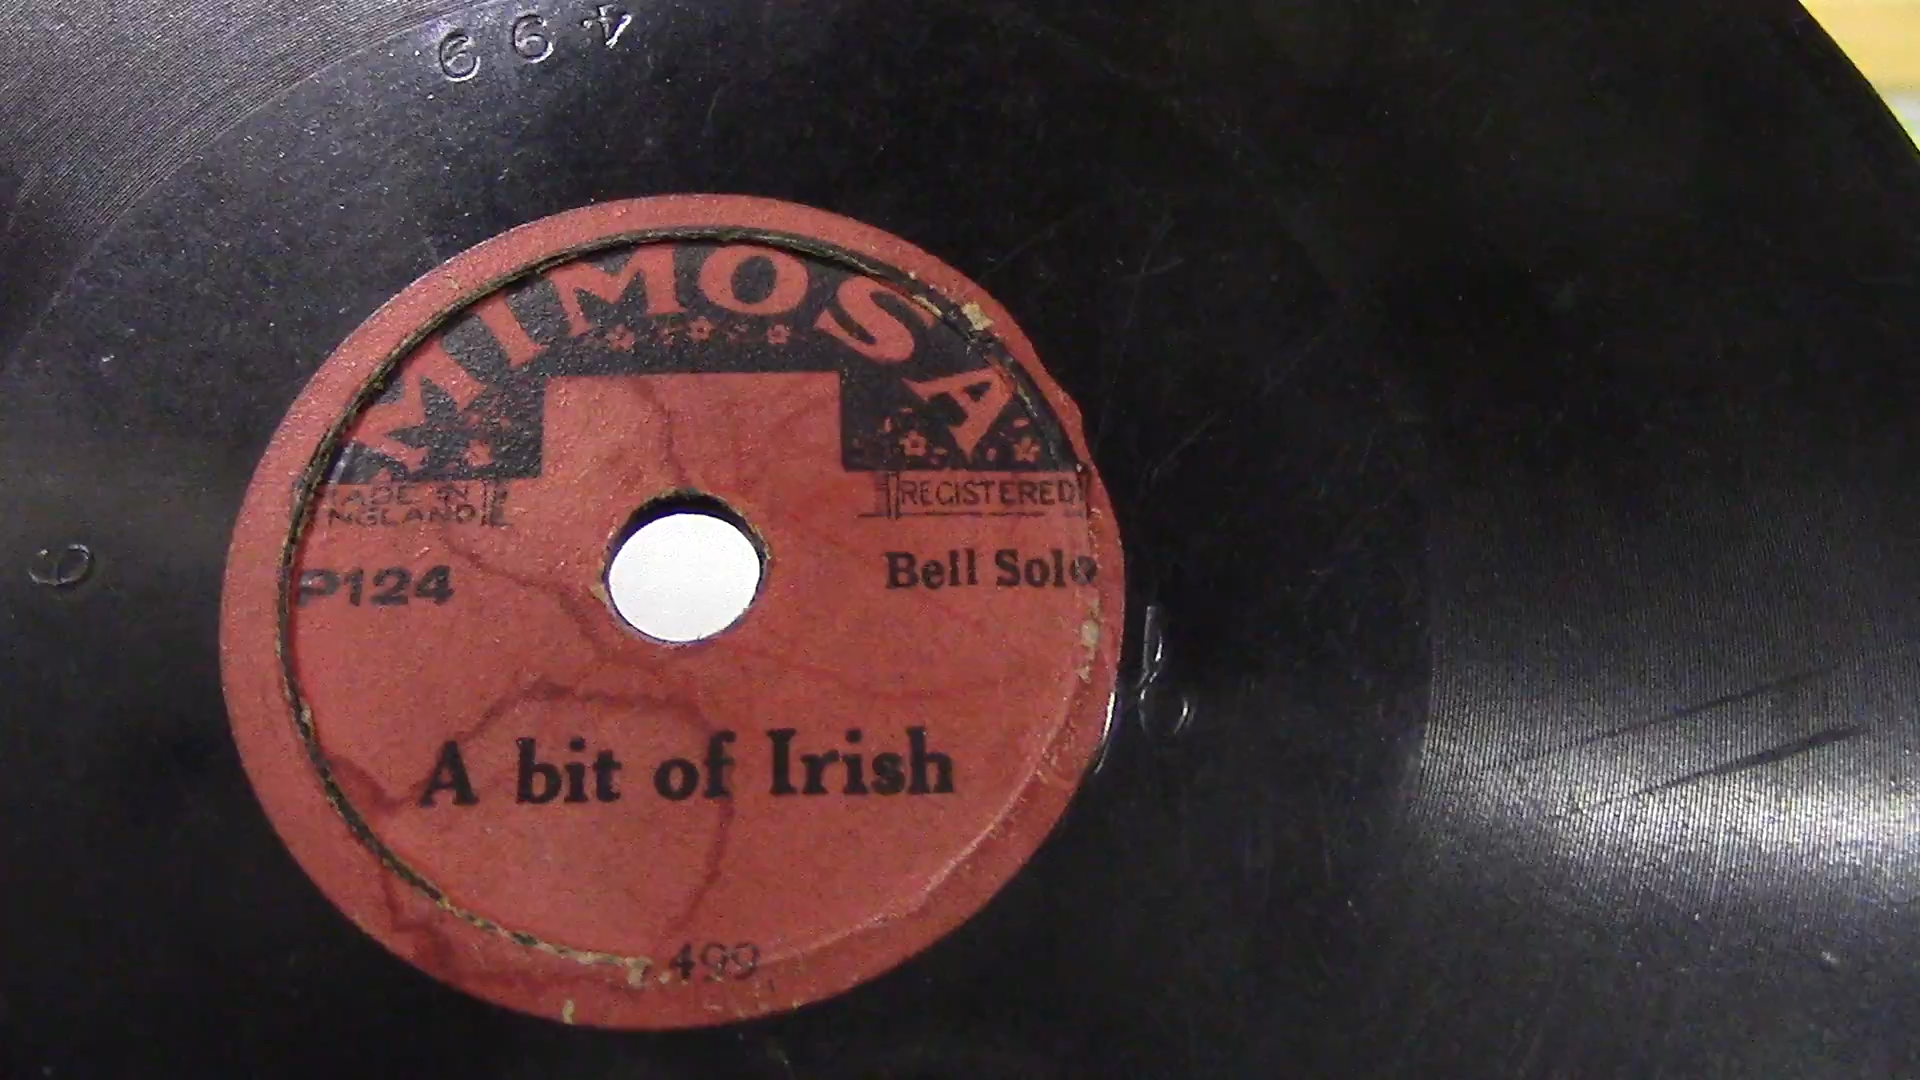 499
MIMOSA
MADE IN
ENGLAND
REGISTERED
P124
Bell Solo
A bit of Irish
499